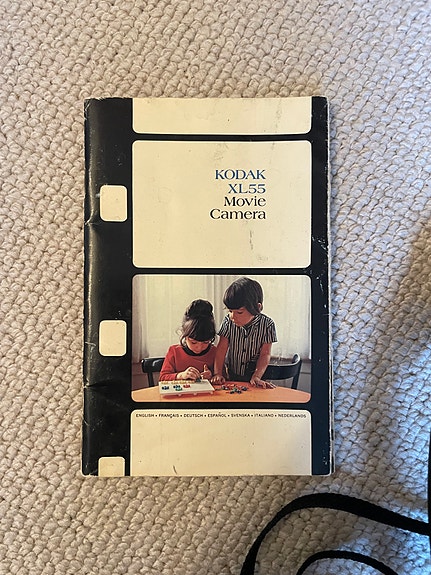 KODAK
XL55
Movie
Camera
ENGLISH • FRANÇAIS • DEUTSCH • ESPAÑOL • SVENSKA • ITALIANO • NEDERLANDS